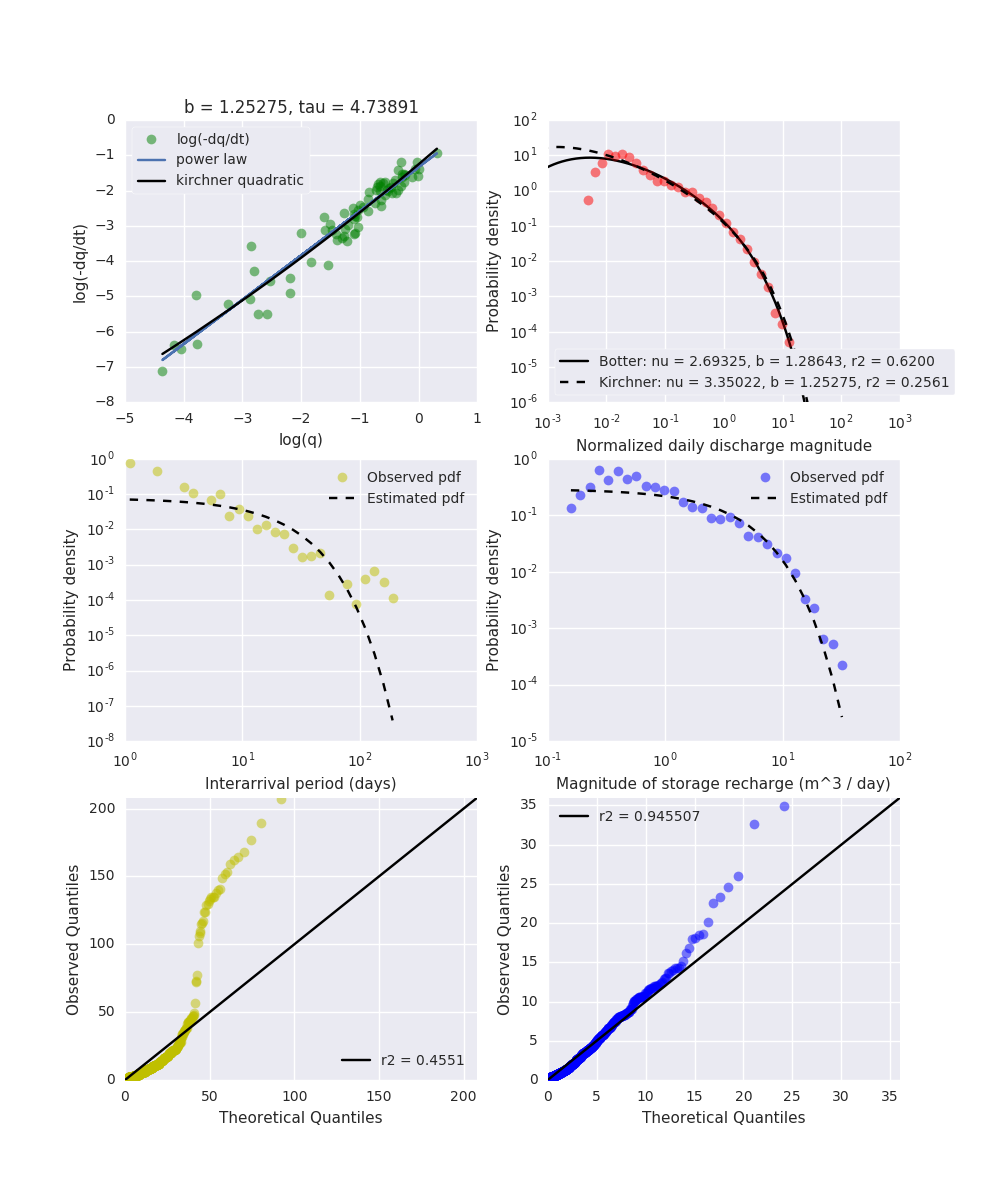 b = 1.25275, tau = 4.73891
0
−1
−2
−3
−4
−5
−6
−7
−8
log(-dq/dt)
log(-dq/dt)
power law
kirchner quadratic
−5 −4 −3 −2 −1 0 1
log(q)
10^2
10^1
10^0
10^-1
10^-2
10^-3
10^-4
10^-5
10^-6
Probability density
Botter: nu = 2.69325, b = 1.28643, r2 = 0.6200
Kirchner: nu = 3.35022, b = 1.25275, r2 = 0.2561
10^-3 10^-2 10^-1 10^0 10^1 10^2 10^3
Normalized daily discharge magnitude
10^0
10^-1
10^-2
10^-3
10^-4
10^-5
10^-6
10^-7
10^-8
Probability density
Observed pdf
Estimated pdf
10^0 10^1 10^2 10^3
Interarrival period (days)
10^0
10^-1
10^-2
10^-3
10^-4
10^-5
Probability density
Observed pdf
Estimated pdf
10^-1 10^0 10^1 10^2
Magnitude of storage recharge (m^3 / day)
200
150
100
50
0
Observed Quantiles
r2 = 0.4551
0 50 100 150 200
Theoretical Quantiles
35
30
25
20
15
10
5
0
Observed Quantiles
r2 = 0.945507
0 5 10 15 20 25 30 35
Theoretical Quantiles